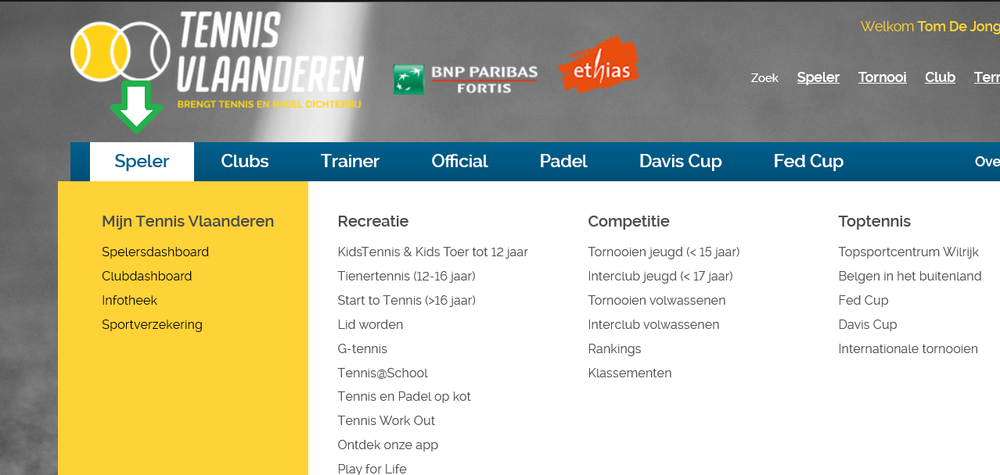 Welkom Tom De Jong
TENNIS
VLAANDEREN
BRENGT TENNIS EN PADEL DICHTERBIJ
BNP PARIBAS
FORTIS
ethias
Zoek Speler Tornooi Club
Speler Clubs Trainer Official Padel Davis Cup Fed Cup
Mijn Tennis Vlaanderen
Spelersdashboard
Clubdashboard
Infotheek
Sportverzekering
Recreatie
KidsTennis & Kids Toer tot 12 jaar
Tienertennis (12-16 jaar)
Start to Tennis (>16 jaar)
Lid worden
G-tennis
Tennis@School
Tennis en Padel op kot
Tennis Work Out
Ontdek onze app
Play for Life
Competitie
Tornooien jeugd (< 15 jaar)
Interclub jeugd (< 17 jaar)
Tornooien volwassenen
Interclub volwassenen
Rankings
Klassementen
Toptennis
Topsportcentrum Wilrijk
Belgen in het buitenland
Fed Cup
Davis Cup
Internationale tornooien